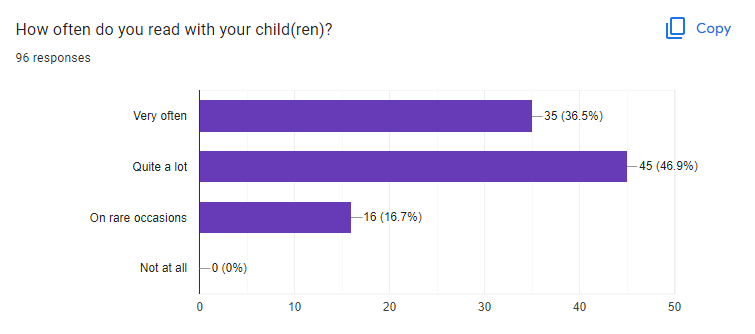 How often do you read with your child(ren)?
Copy
96 responses
Very often
35 (36.5%)
Quite a lot
45 (46.9%)
On rare occasions
16 (16.7%)
Not at all
0 (0%)
0 10 20 30 40 50